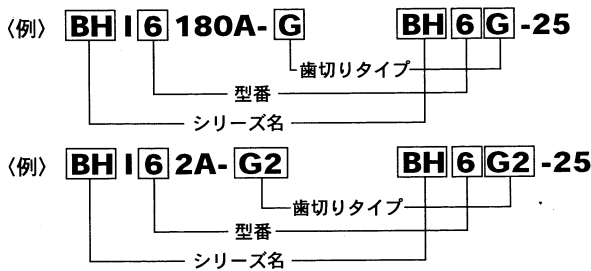 〈例〉 BH I 6 180A-G BH 6 G -25
歯切りタイプ
型番
シリーズ名
〈例〉 BH I 6 2A-G2 BH 6 G2 -25
歯切りタイプ
型番
シリーズ名